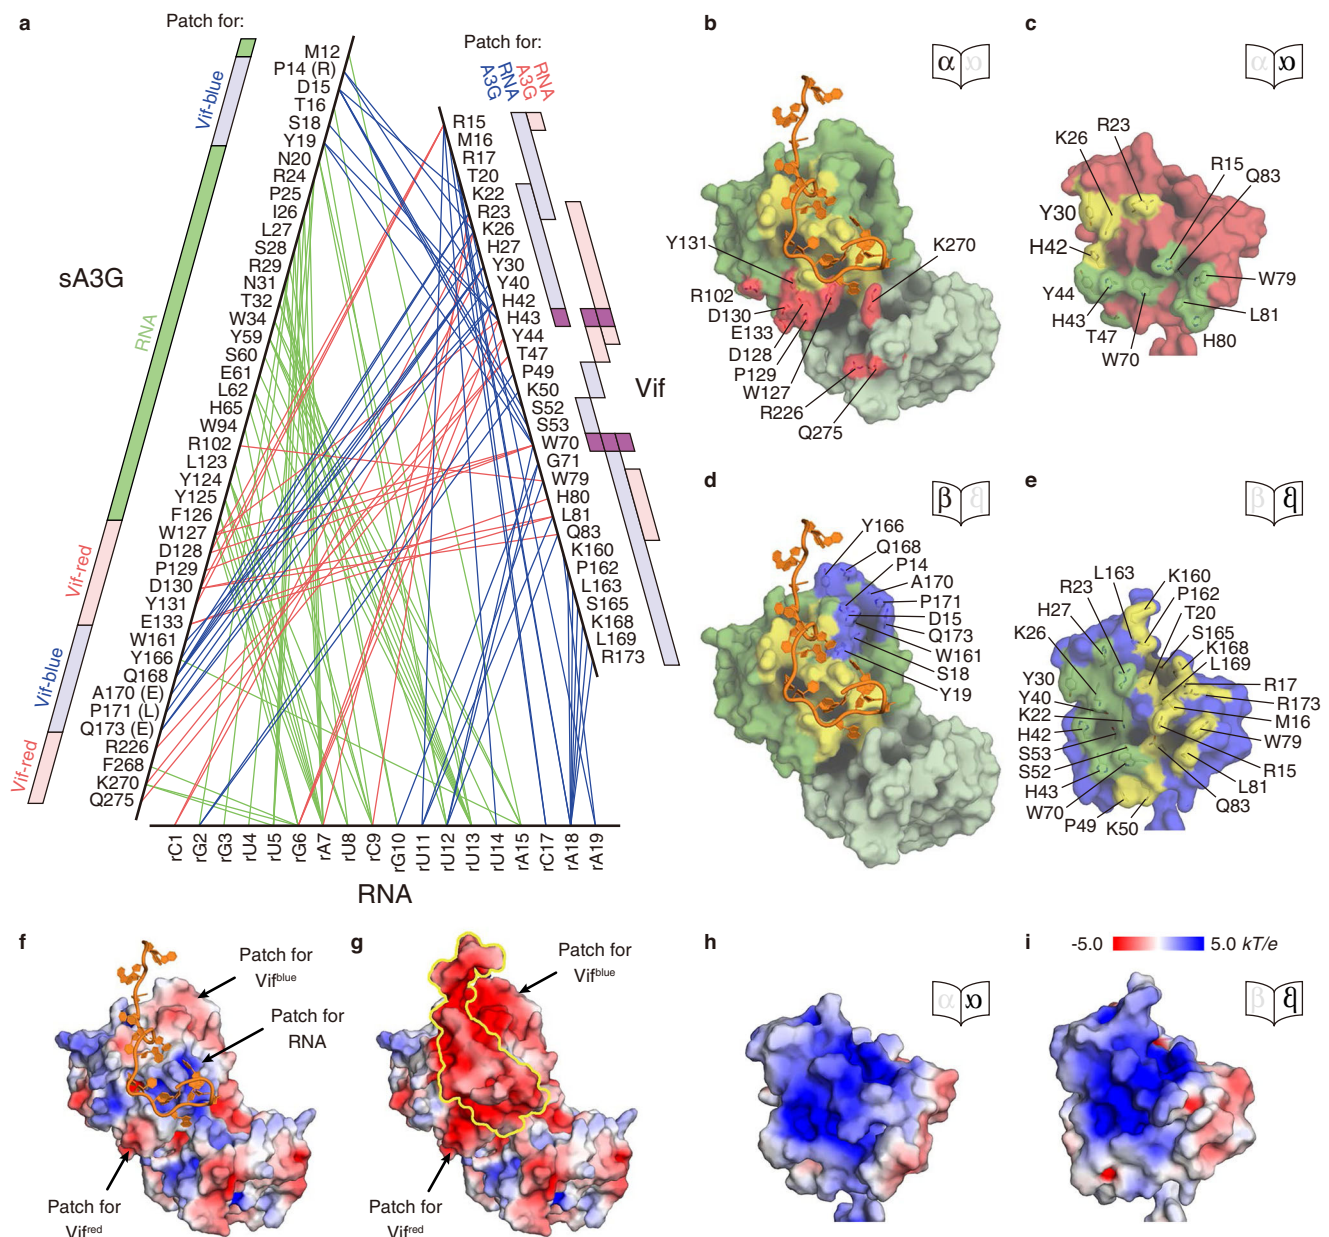 a
Patch for:
sA3G
Vif-blue
RNA
Vif-red
Vif-blue
Vif-red
M12
P14 (R)
D15
T16
S18
Y19
N20
R24
P25
I26
L27
S28
R29
N31
T32
W34
Y59
S60
E61
L62
H65
W94
R102
L123
Y124
Y125
F126
W127
D128
P129
D130
Y131
E133
W161
Y166
Q168
A170 (E)
P171 (L)
Q173 (E)
R226
F268
K270
Q275
Patch for:
RNA
A3G
RNA
A3G
R15
M16
R17
T20
K22
R23
K26
H27
Y30
Y40
H42
H43
Y44
T47
P49
K50
S52
S53
W70
G71
W79
H80
L81
Q83
K160
P162
L163
S165
K168
L169
R173
Vif
rC1
rG2
rG3
rU4
rU5
rG6
rA7
rU8
rC9
rG10
rU11
rU12
rU13
rU14
rA15
rC17
rA18
rA19
RNA
b
α α
Y131
K270
R102
D130
E133
D128
P129
W127
R226
Q275
c
α α
R23
K26
R15
Q83
Y30
H42
W79
Y44
L81
H43
T47
H80
W70
d
β β
Y166
Q168
P14
A170
P171
D15
Q173
W161
S18
Y19
e
β β
L163
K160
R23
P162
H27
T20
K26
S165
K168
L169
Y30
R17
Y40
R173
K22
M16
H42
W79
S53
R15
S52
H43
L81
W70
Q83
P49
K50
f
Patch for
Vifblue
Patch for
RNA
Patch for
Vifred
g
Patch for
Vifblue
Patch for
Vifred
h
α α
i
-5.0 5.0 kT/e
β β